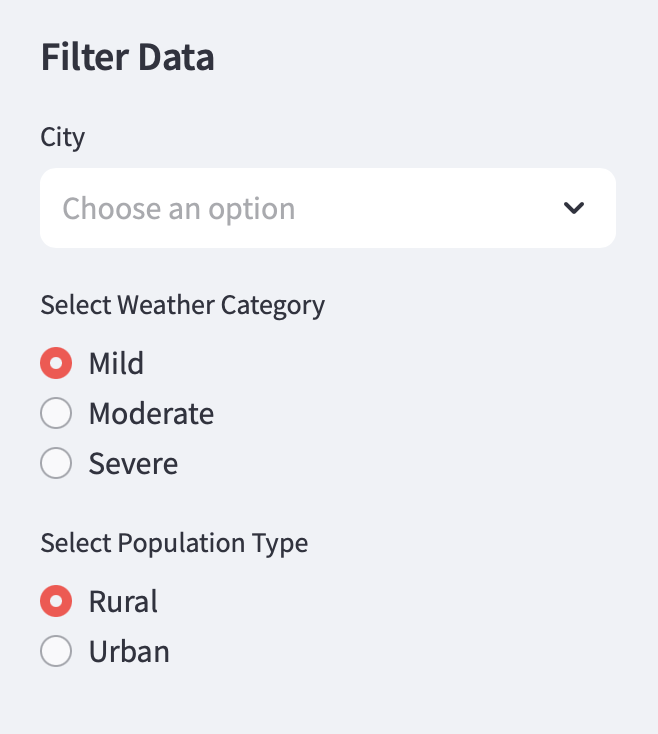 Filter Data
City
Choose an option
Select Weather Category
Mild
Moderate
Severe
Select Population Type
Rural
Urban